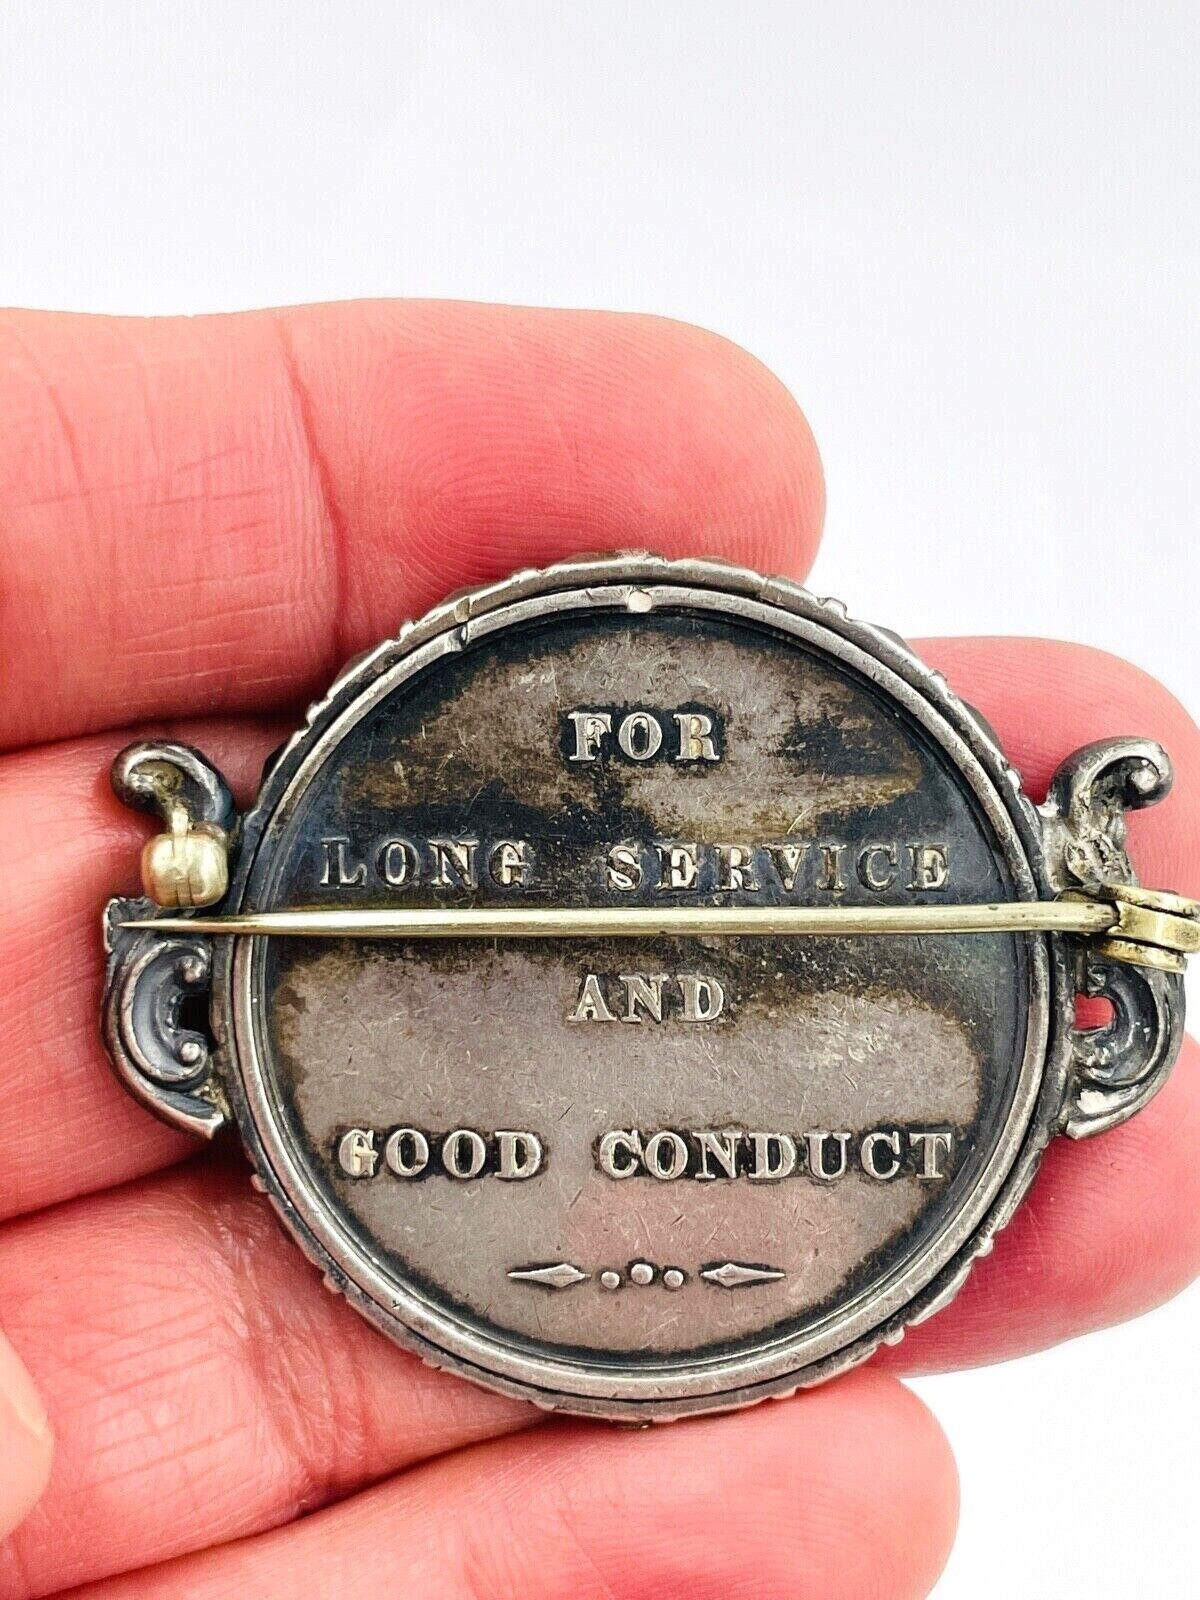 FOR
LONG SERVICE
AND
GOOD CONDUCT